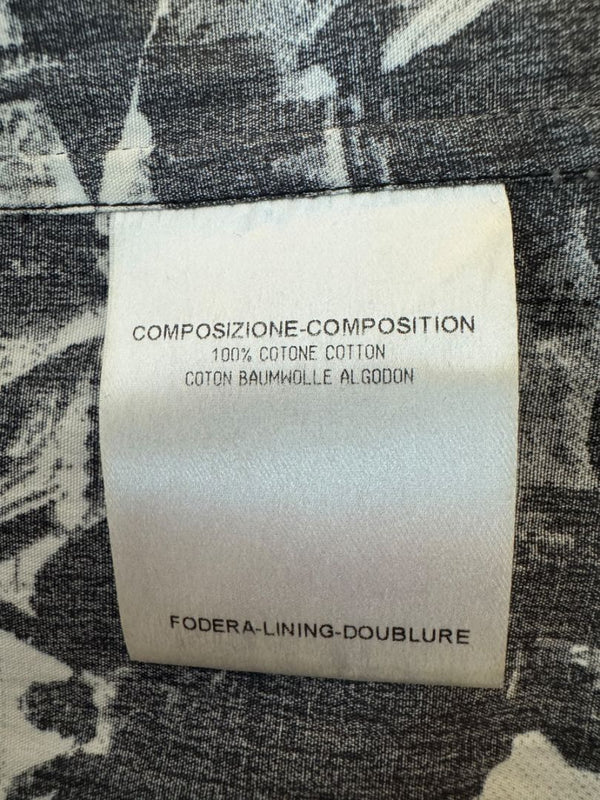 COMPOSIZIONE-COMPOSITION
100% COTONE COTTON
COTON BAUMWOLLE ALGODON
FODERA-LINING-DOUBLURE